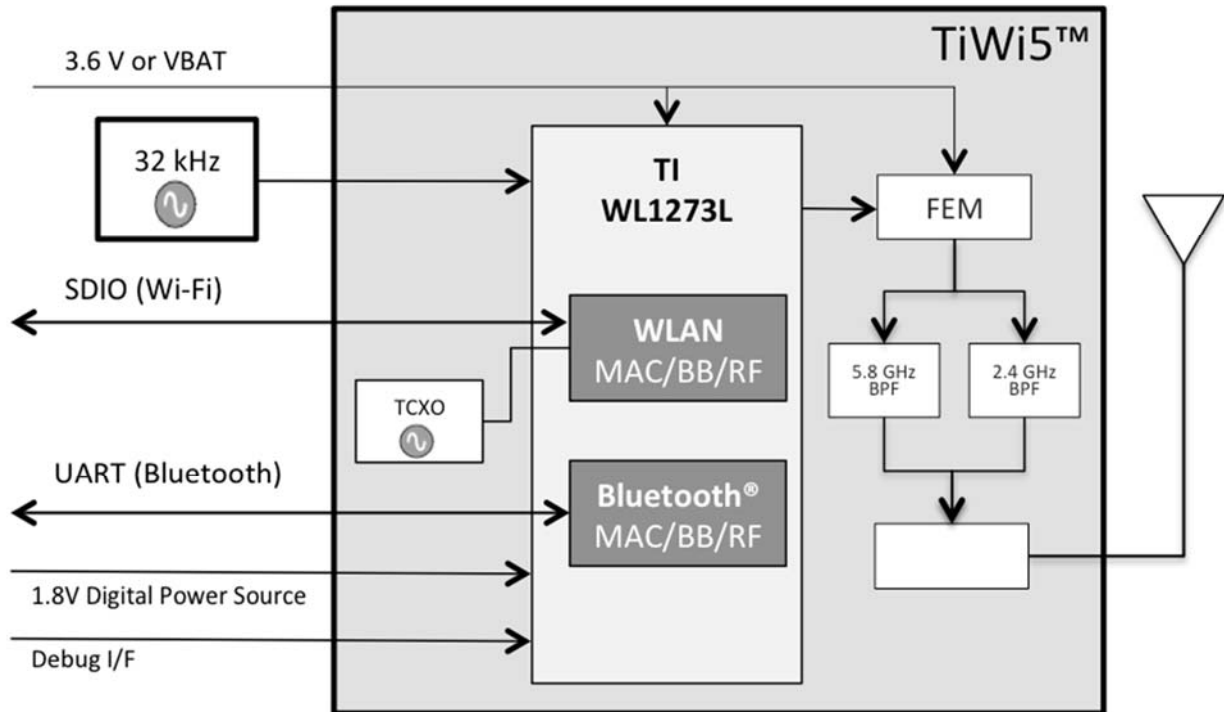 TiWi5™
3.6 V or VBAT
32 kHz
TI
WL1273L
FEM
SDIO (Wi-Fi)
WLAN
MAC/BB/RF
5.8 GHz
BPF
2.4 GHz
BPF
TCXO
UART (Bluetooth)
Bluetooth®
MAC/BB/RF
1.8V Digital Power Source
Debug I/F